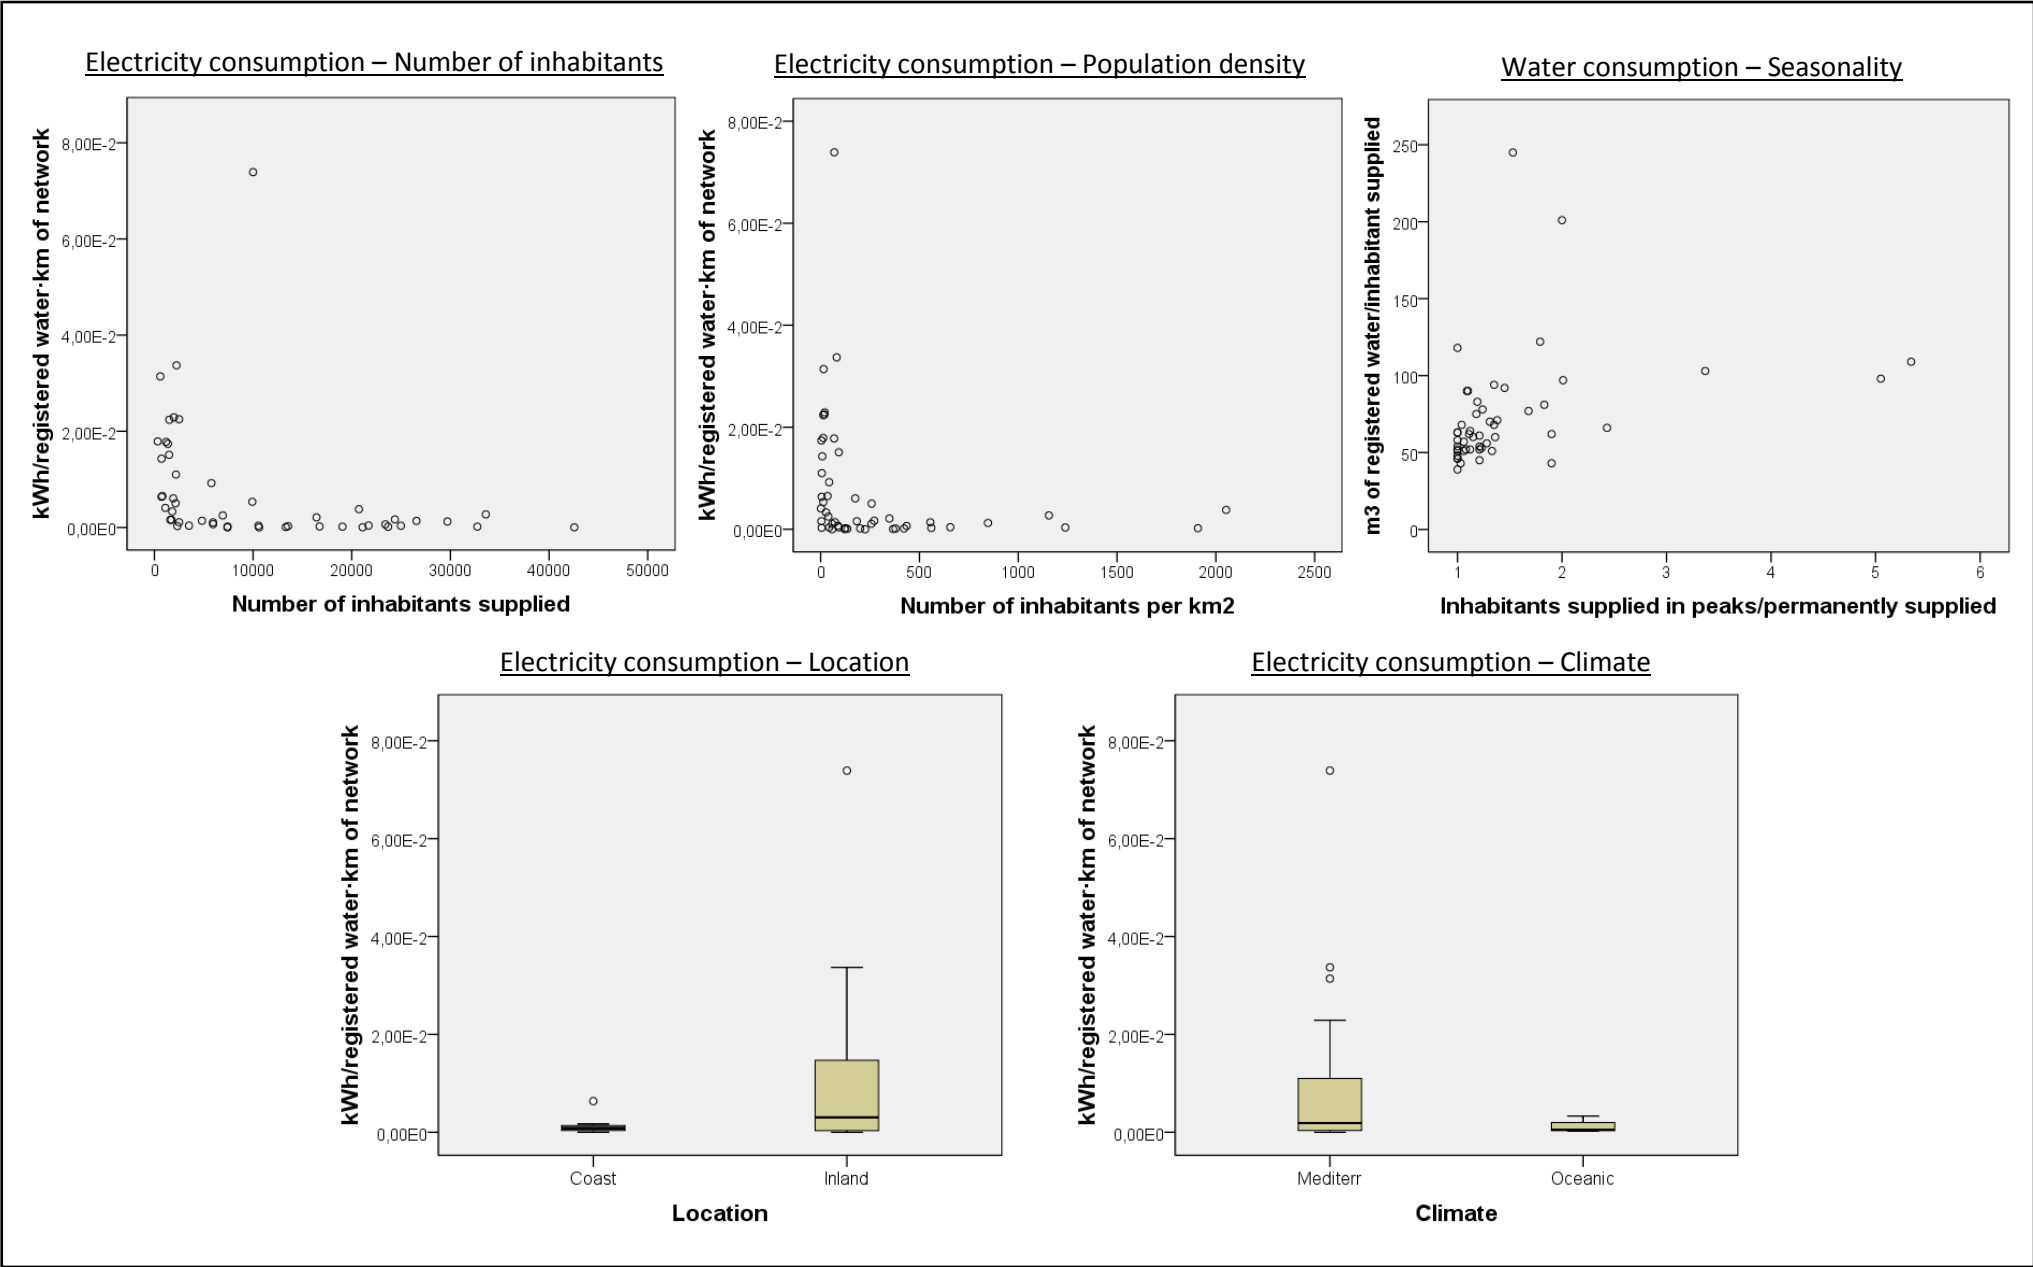 Electricity consumption – Number of inhabitants
kWh/registered water·km of network
8,00E-2
6,00E-2
4,00E-2
2,00E-2
0,00E0
0 10000 20000 30000 40000 50000
Number of inhabitants supplied
Electricity consumption – Population density
kWh/registered water·km of network
8,00E-2
6,00E-2
4,00E-2
2,00E-2
0,00E0
0 500 1000 1500 2000 2500
Number of inhabitants per km2
Water consumption – Seasonality
m3 of registered water/inhabitant supplied
250
200
150
100
50
0
1 2 3 4 5 6
Inhabitants supplied in peaks/permanently supplied
Electricity consumption – Location
kWh/registered water·km of network
8,00E-2
6,00E-2
4,00E-2
2,00E-2
0,00E0
Coast Inland
Location
Electricity consumption – Climate
kWh/registered water·km of network
8,00E-2
6,00E-2
4,00E-2
2,00E-2
0,00E0
Mediterr Oceanic
Climate